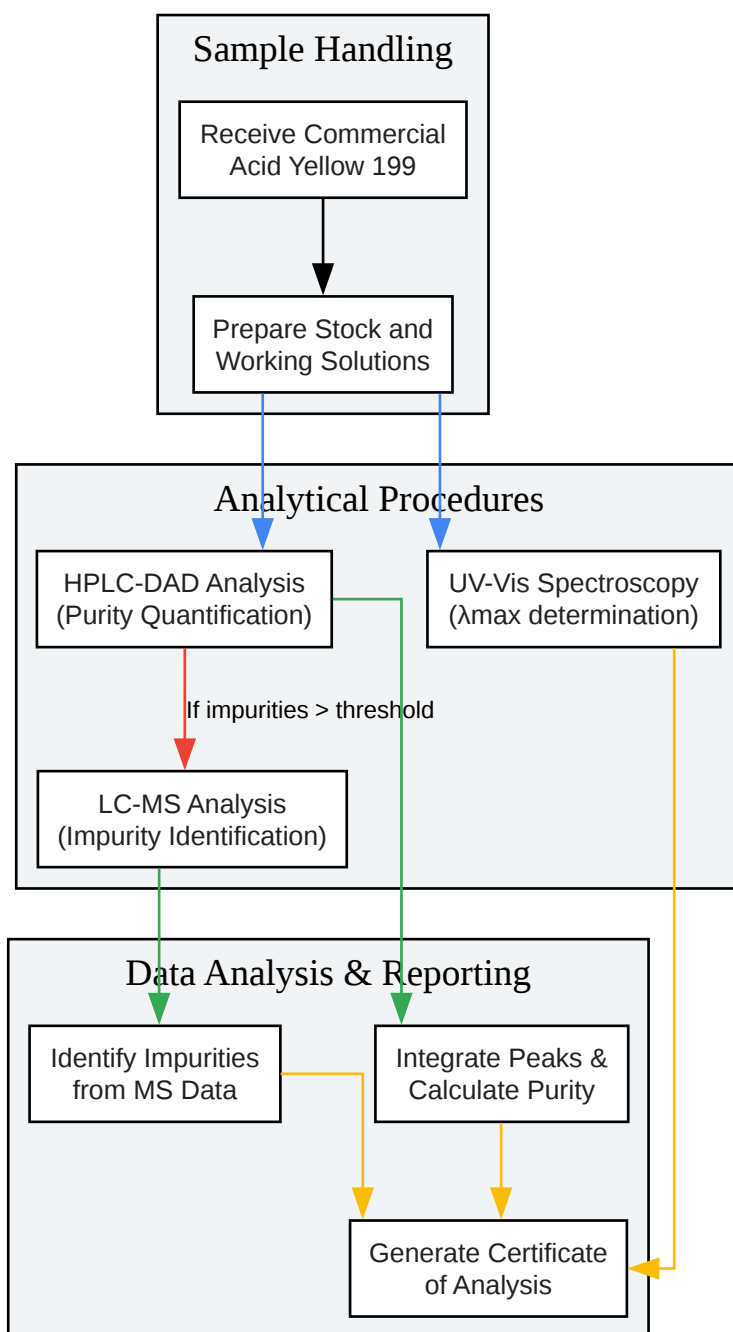 Sample Handling
Receive Commercial
Acid Yellow 199
Prepare Stock and
Working Solutions
Analytical Procedures
HPLC-DAD Analysis
(Purity Quantification)
UV-Vis Spectroscopy
(λmax determination)
If impurities > threshold
LC-MS Analysis
(Impurity Identification)
Data Analysis & Reporting
Identify Impurities
from MS Data
Integrate Peaks &
Calculate Purity
Generate Certificate
of Analysis